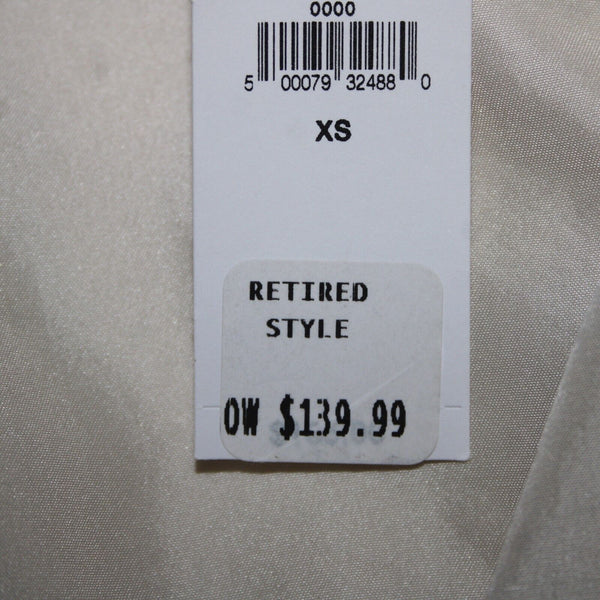 0000
5 00079 32488 0
XS
RETIRED
STYLE
OW $139.99